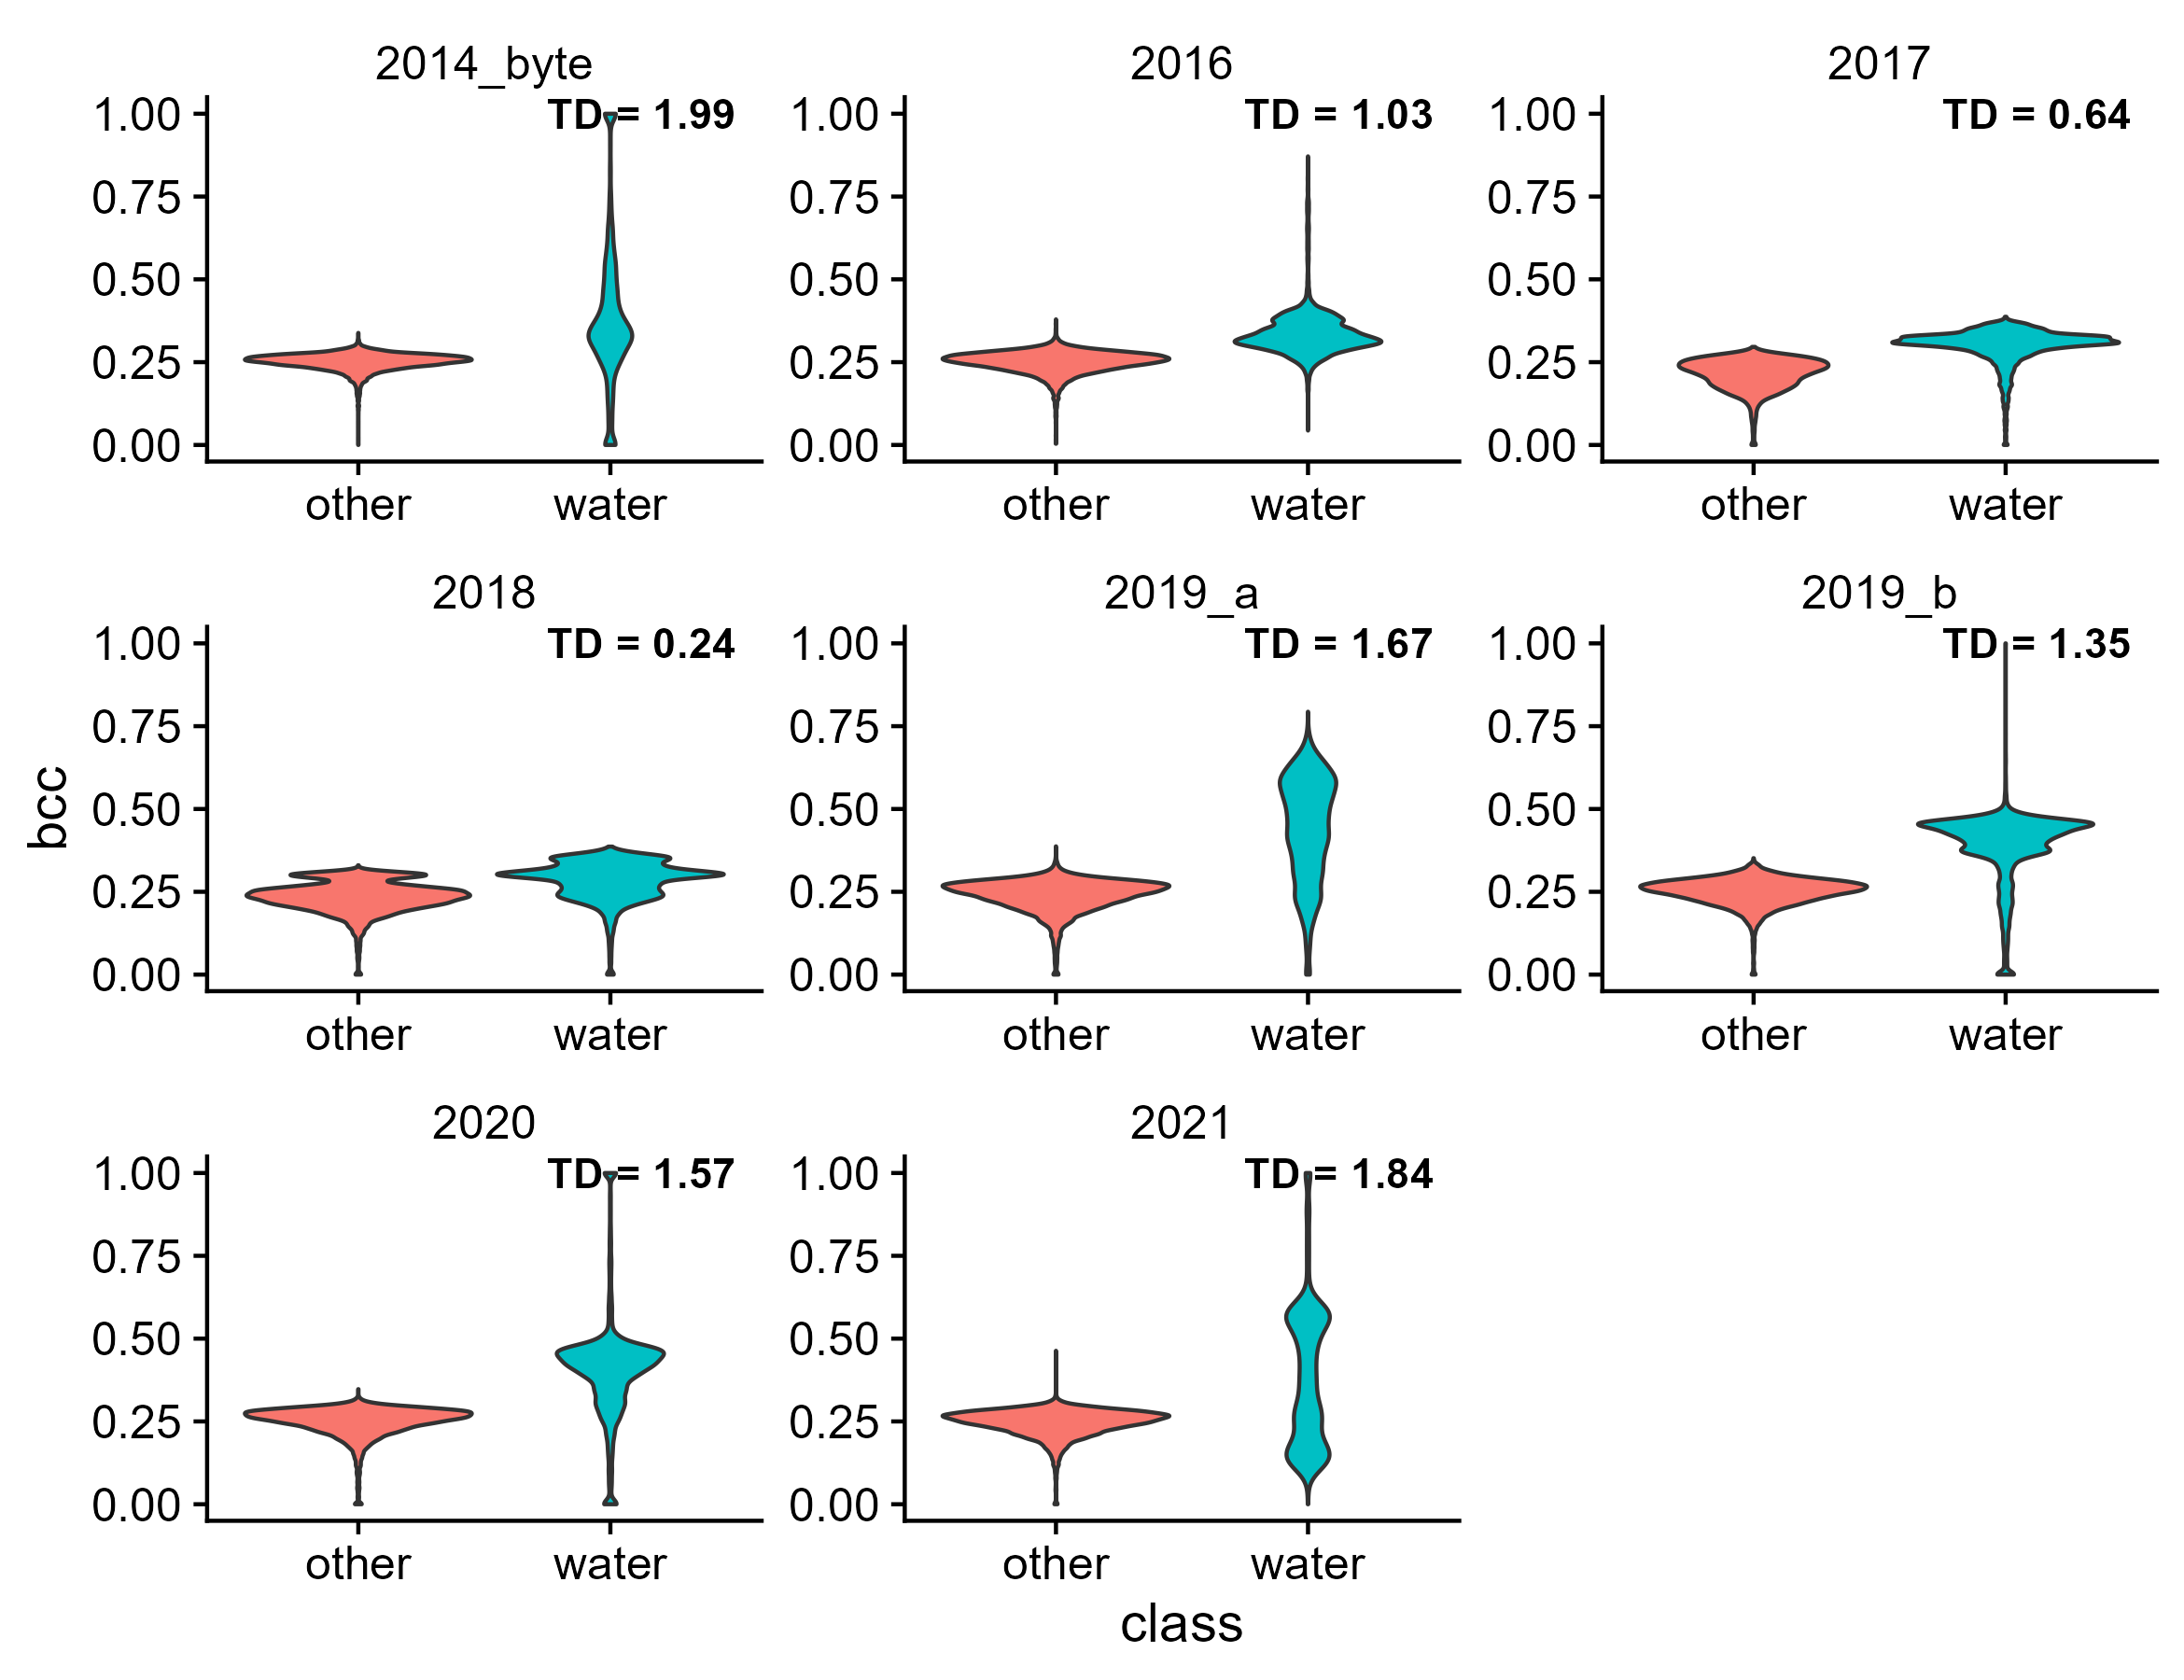 2014_byte
TD = 1.99
1.00
0.75
0.50
0.25
0.00
other water
2016
TD = 1.03
1.00
0.75
0.50
0.25
0.00
other water
2017
TD = 0.64
1.00
0.75
0.50
0.25
0.00
other water
bcc
2018
TD = 0.24
1.00
0.75
0.50
0.25
0.00
other water
2019_a
TD = 1.67
1.00
0.75
0.50
0.25
0.00
other water
2019_b
TD = 1.35
1.00
0.75
0.50
0.25
0.00
other water
2020
TD = 1.57
1.00
0.75
0.50
0.25
0.00
other water
2021
TD = 1.84
1.00
0.75
0.50
0.25
0.00
other water
class